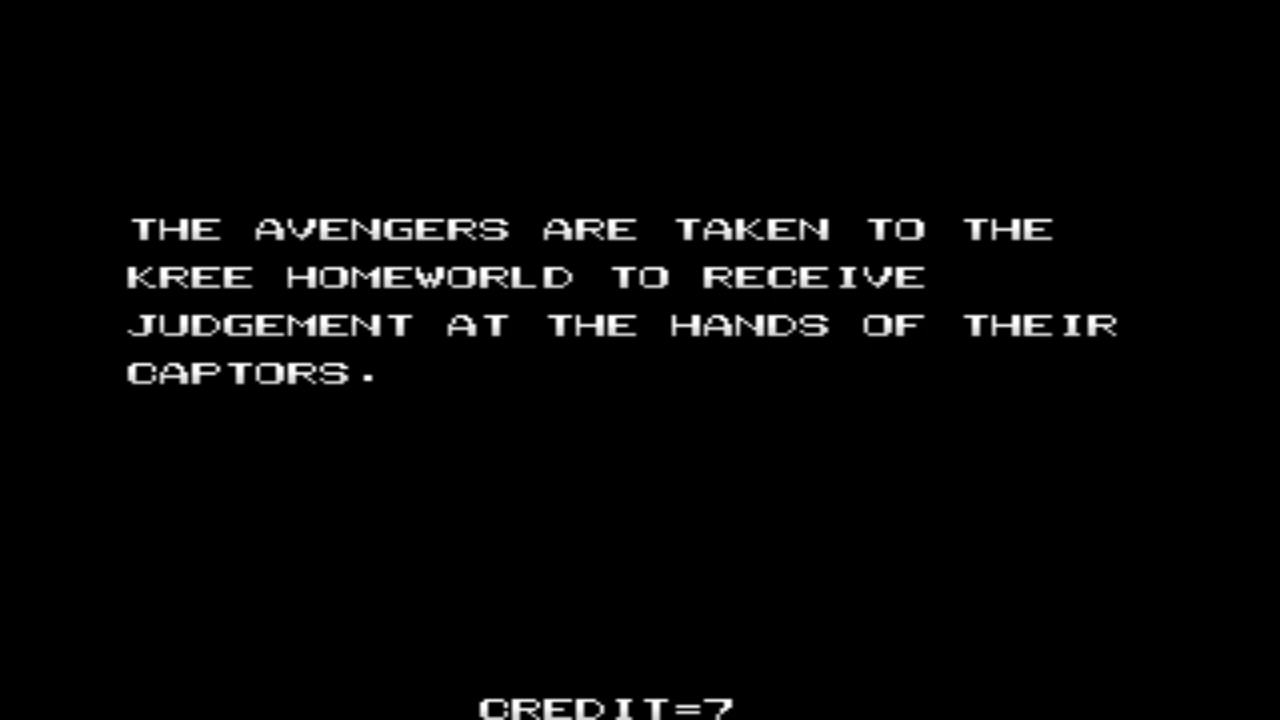 THE AVENGERS ARE TAKEN TO THE
KREE HOMEWORLD TO RECEIVE
JUDGEMENT AT THE HANDS OF THEIR
CAPTORS.
CREDIT=7